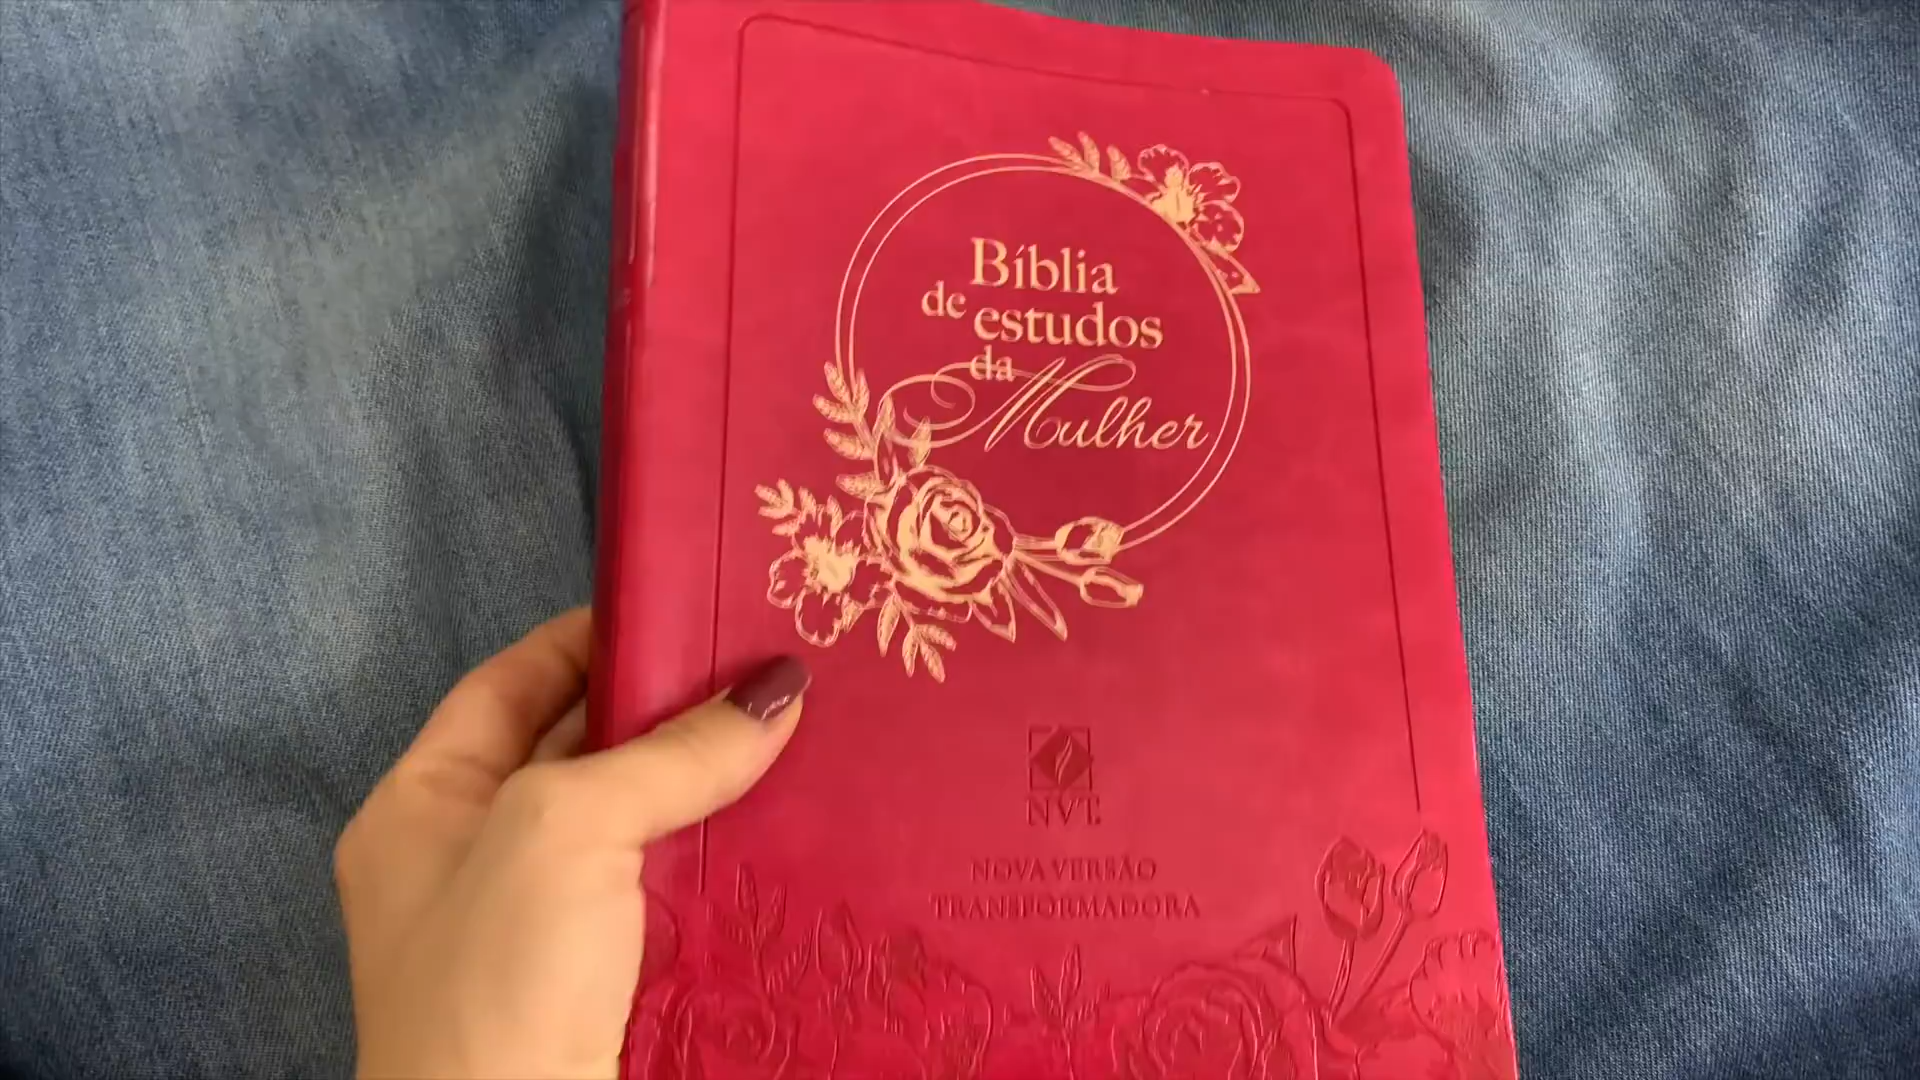 Bíblia
de estudos
da
Mulher
NVT.
NOVA VERSÃO
TRANSFORMADORA